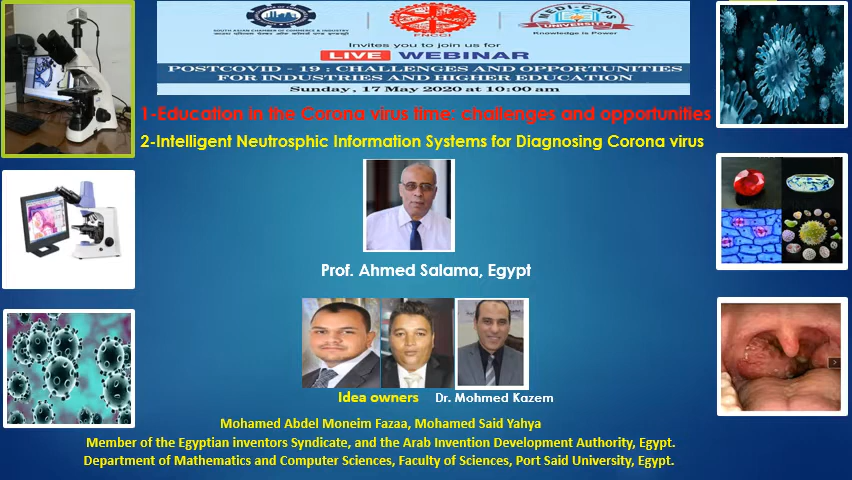 SOUTH ASIAN CHAMBER OF COMMERCE & INDUSTRY
FNCCI
MEDI-CAPS
UNIVERSITY
Knowledge is Power
Invites you to join us for
LIVE WEBINAR
POSTCOVID - 19 : CHALLENGES AND OPPORTUNITIES
FOR INDUSTRIES AND HIGHER EDUCATION
Sunday, 17 May 2020 at 10:00 am
1-Education in the Corona virus time: challenges and opportunities
2-Intelligent Neutrosphic Information Systems for Diagnosing Corona virus
Prof. Ahmed Salama, Egypt
Idea owners Dr. Mohmed Kazem
Mohamed Abdel Moneim Fazaa, Mohamed Said Yahya
Member of the Egyptian inventors Syndicate, and the Arab Invention Development Authority, Egypt.
Department of Mathematics and Computer Sciences, Faculty of Sciences, Port Said University, Egypt.